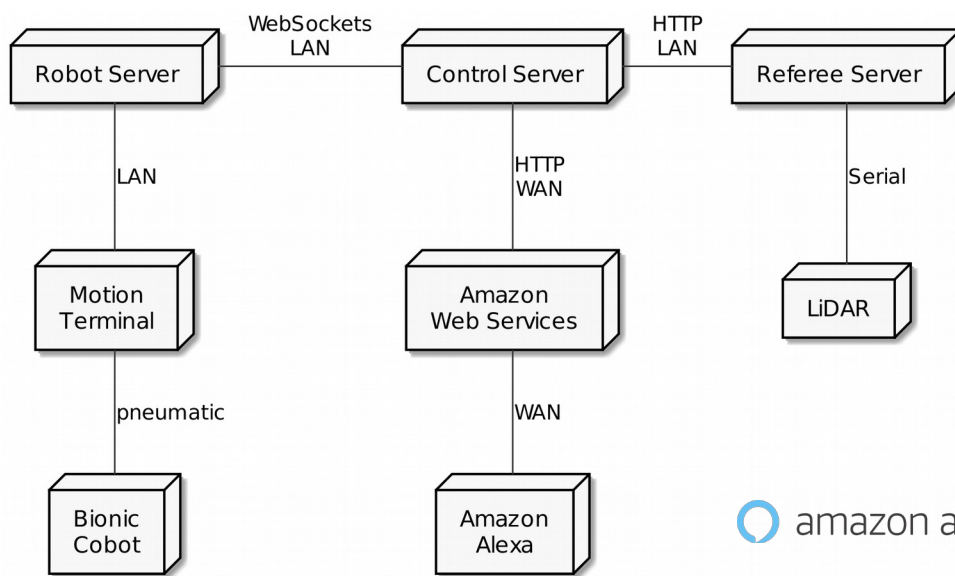 WebSockets
LAN
HTTP
LAN
Robot Server
Control Server
Referee Server
LAN
HTTP
WAN
Serial
Motion
Terminal
Amazon
Web Services
LiDAR
pneumatic
WAN
Bionic
Cobot
Amazon
Alexa
amazon a